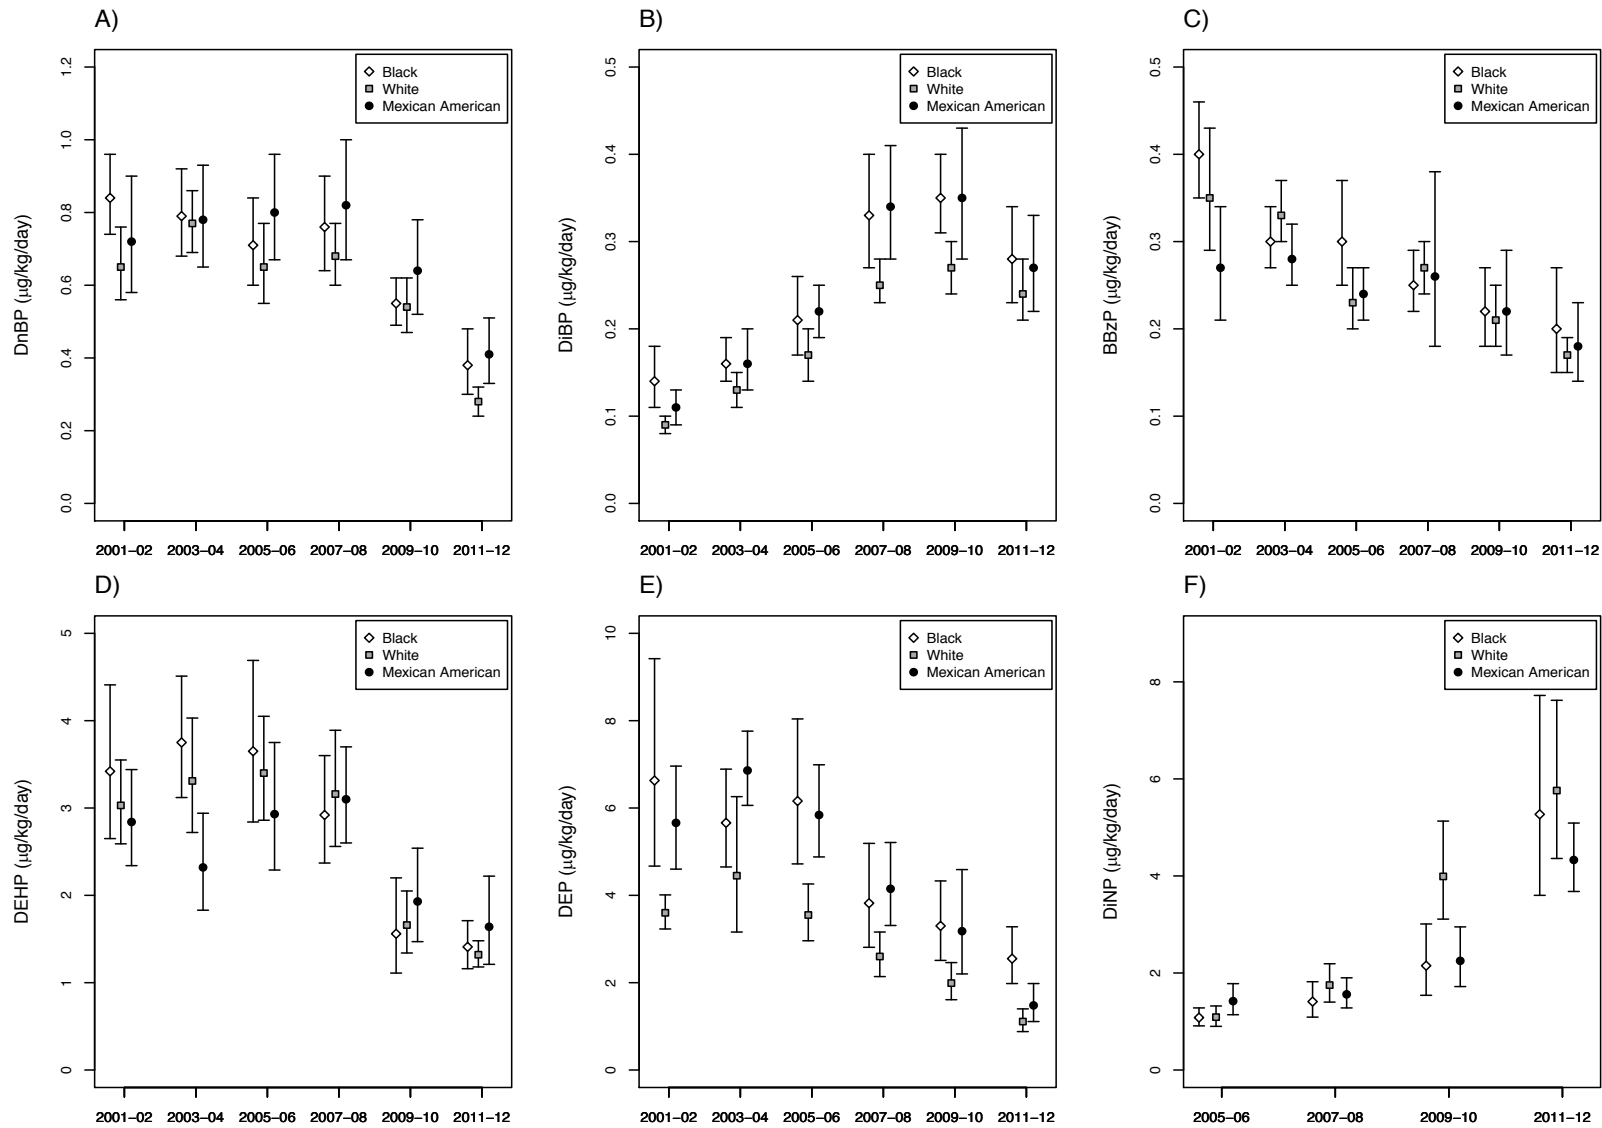 A)
DnBP (µg/kg/day)
0.0 0.2 0.4 0.6 0.8 1.0 1.2
Black
White
Mexican American
2001–02 2003–04 2005–06 2007–08 2009–10 2011–12
B)
DiBP (µg/kg/day)
0.0 0.1 0.2 0.3 0.4 0.5
Black
White
Mexican American
2001–02 2003–04 2005–06 2007–08 2009–10 2011–12
C)
BBzP (µg/kg/day)
0.0 0.1 0.2 0.3 0.4 0.5
Black
White
Mexican American
2001–02 2003–04 2005–06 2007–08 2009–10 2011–12
D)
DEHP (µg/kg/day)
0 1 2 3 4 5
Black
White
Mexican American
2001–02 2003–04 2005–06 2007–08 2009–10 2011–12
E)
DEP (µg/kg/day)
0 2 4 6 8 10
Black
White
Mexican American
2001–02 2003–04 2005–06 2007–08 2009–10 2011–12
F)
DiNP (µg/kg/day)
0 2 4 6 8
Black
White
Mexican American
2005–06 2007–08 2009–10 2011–12